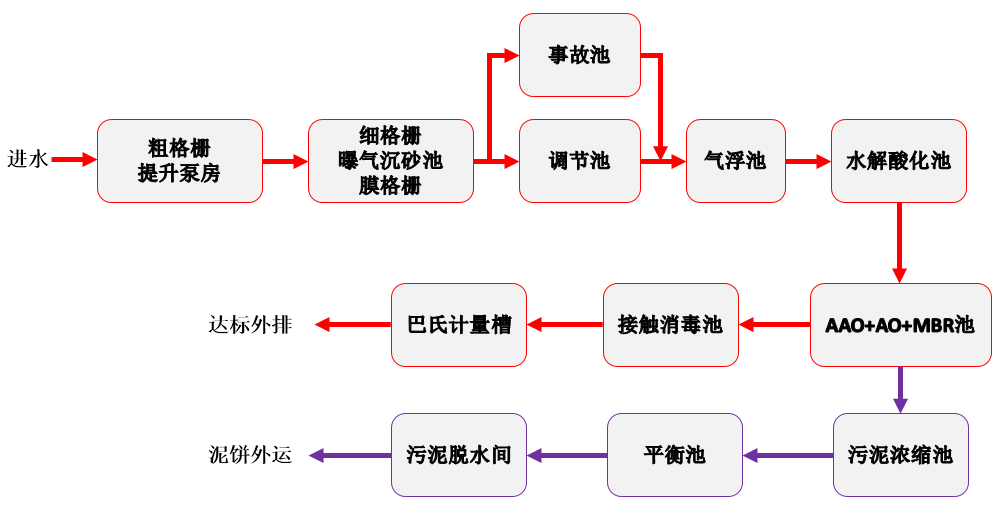 事故池
进水
粗格栅
提升泵房
细格栅
曝气沉砂池
膜格栅
调节池
气浮池
水解酸化池
达标外排
巴氏计量槽
接触消毒池
AAO+AO+MBR池
泥饼外运
污泥脱水间
平衡池
污泥浓缩池